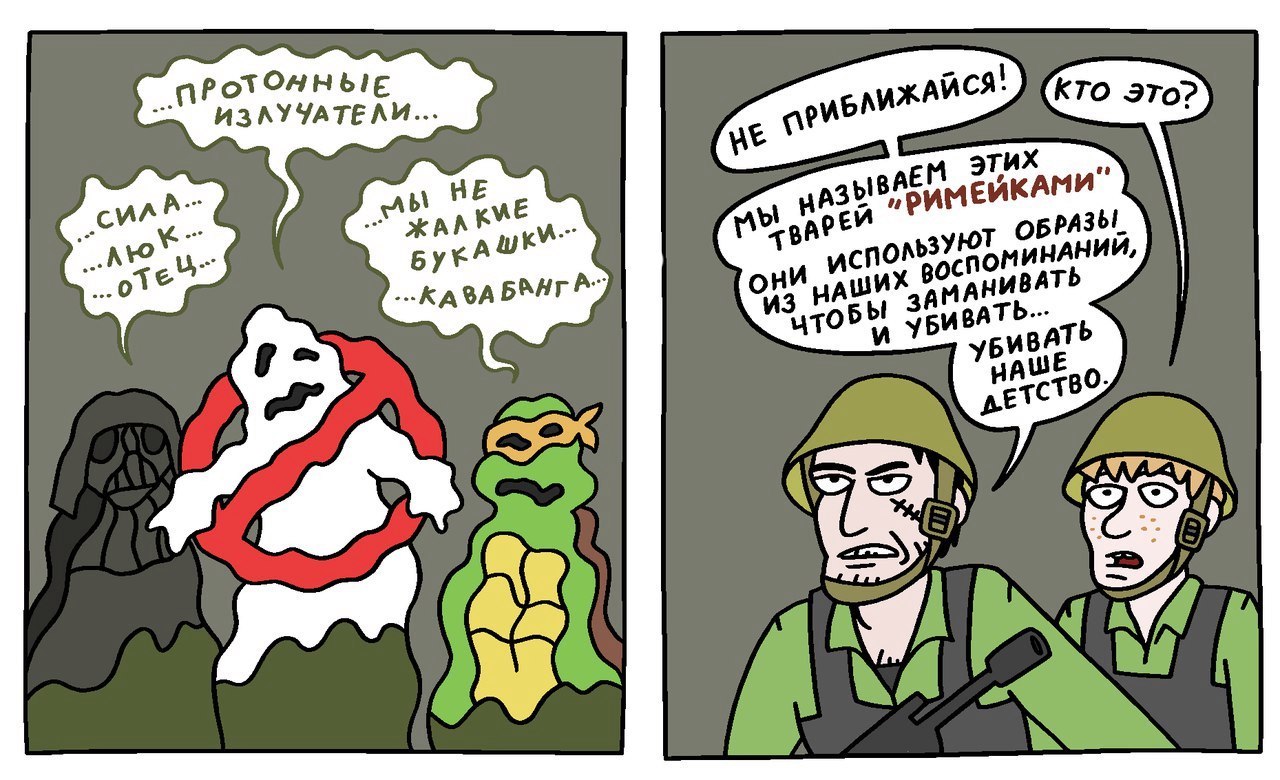 ...ПРОТОННЫЕ
ИЗЛУЧАТЕЛИ...
...СИЛА...
...ЛЮК...
...ОТЕЦ...
...МЫ НЕ
ЖАЛКИЕ
БУКАШКИ...
...КАВАБАНГА...
КТО ЭТО?
НЕ ПРИБЛИЖАЙСЯ!
МЫ НАЗЫВАЕМ ЭТИХ
ТВАРЕЙ "РИМЕЙКАМИ"
ОНИ ИСПОЛЬЗУЮТ ОБРАЗЫ
ИЗ НАШИХ ВОСПОМИНАНИЙ,
ЧТОБЫ ЗАМАНИВАТЬ
И УБИВАТЬ...
УБИВАТЬ
НАШЕ
ДЕТСТВО.